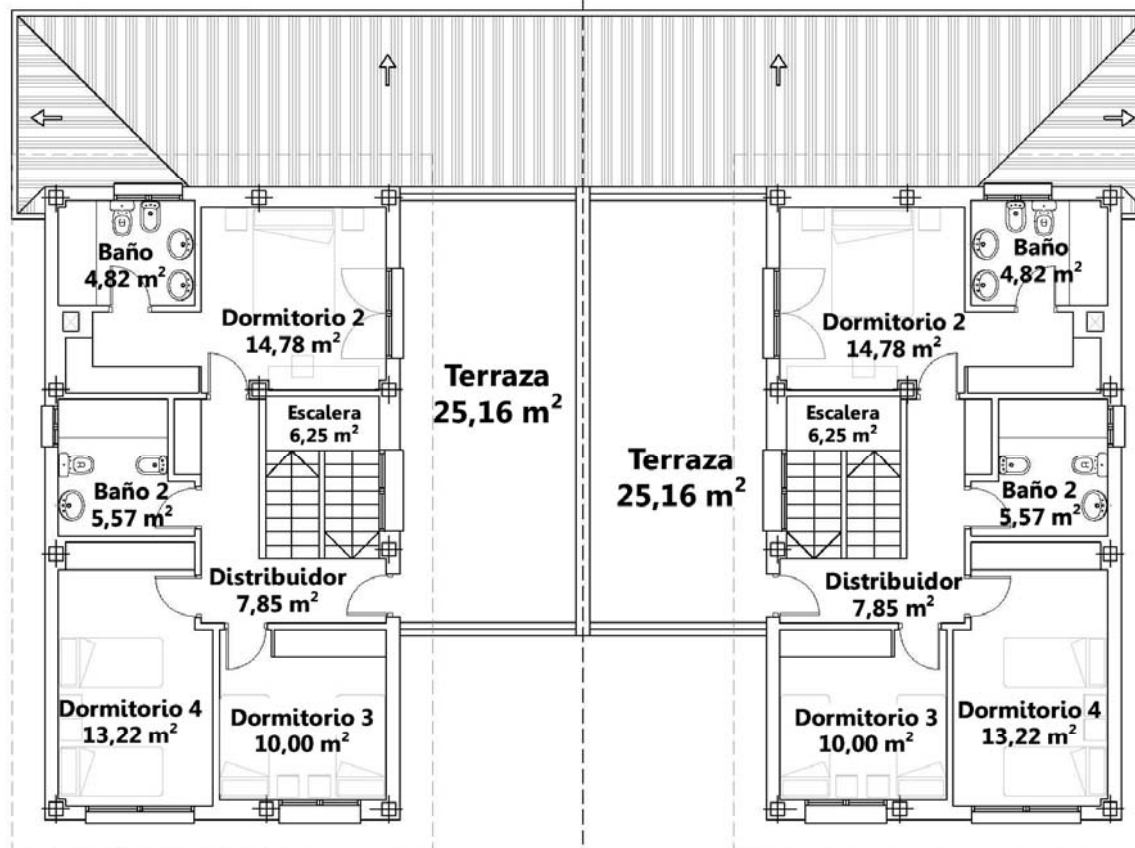 Baño
4,82 m²
Dormitorio 2
14,78 m²
Terraza
25,16 m²
Escalera
6,25 m²
Baño 2
5,57 m²
Distribuidor
7,85 m²
Dormitorio 4
13,22 m²
Dormitorio 3
10,00 m²
Baño
4,82 m²
Dormitorio 2
14,78 m²
Escalera
6,25 m²
Terraza
25,16 m²
Baño 2
5,57 m²
Distribuidor
7,85 m²
Dormitorio 3
10,00 m²
Dormitorio 4
13,22 m²